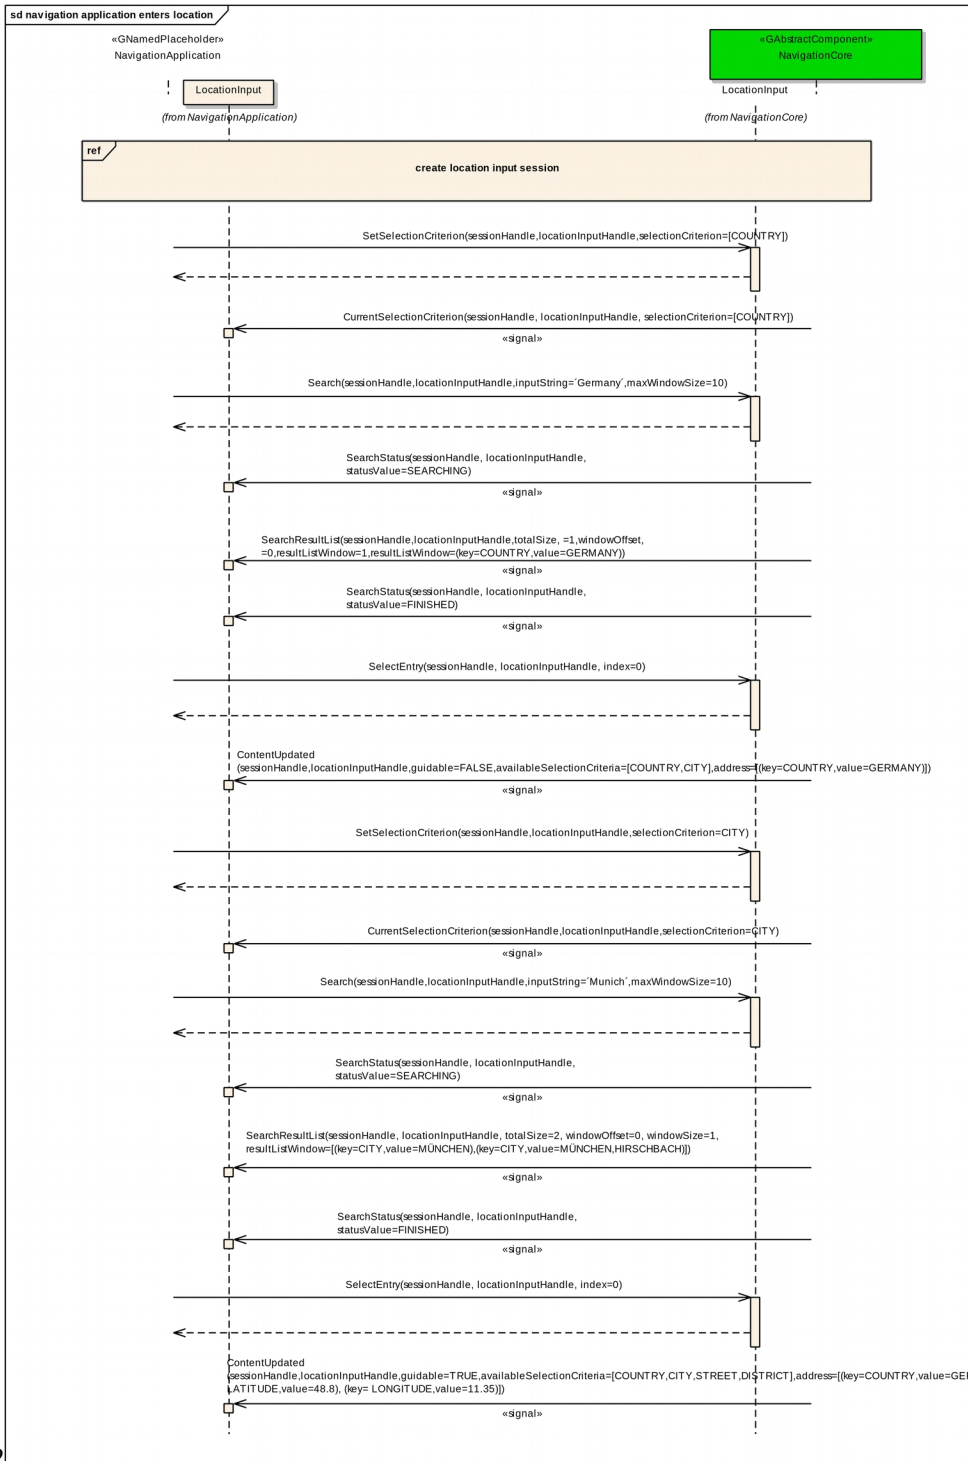 sd navigation application enters location
«GNamedPlaceholder»
NavigationApplication
«GAbstractComponent»
NavigationCore
LocationInput
LocationInput
(from NavigationApplication)
(from NavigationCore)
ref
create location input session
SetSelectionCriterion(sessionHandle,locationInputHandle,selectionCriterion=[COUNTRY])
CurrentSelectionCriterion(sessionHandle, locationInputHandle, selectionCriterion=[COUNTRY])
«signal»
Search(sessionHandle,locationInputHandle,inputString=´Germany´,maxWindowSize=10)
SearchStatus(sessionHandle, locationInputHandle,
statusValue=SEARCHING)
«signal»
SearchResultList(sessionHandle,locationInputHandle,totalSize, =1,windowOffset,
=0,resultListWindow=1,resultListWindow=(key=COUNTRY,value=GERMANY))
«signal»
SearchStatus(sessionHandle, locationInputHandle,
statusValue=FINISHED)
«signal»
SelectEntry(sessionHandle, locationInputHandle, index=0)
ContentUpdated
(sessionHandle,locationInputHandle,guidable=FALSE,availableSelectionCriteria=[COUNTRY,CITY],address=[(key=COUNTRY,value=GERMANY)])
«signal»
SetSelectionCriterion(sessionHandle,locationInputHandle,selectionCriterion=CITY)
CurrentSelectionCriterion(sessionHandle,locationInputHandle,selectionCriterion=CITY)
«signal»
Search(sessionHandle,locationInputHandle,inputString=´Munich´,maxWindowSize=10)
SearchStatus(sessionHandle, locationInputHandle,
statusValue=SEARCHING)
«signal»
SearchResultList(sessionHandle, locationInputHandle, totalSize=2, windowOffset=0, windowSize=1,
resultListWindow=[(key=CITY,value=MÜNCHEN),(key=CITY,value=MÜNCHEN,HIRSCHBACH)])
«signal»
SearchStatus(sessionHandle, locationInputHandle,
statusValue=FINISHED)
«signal»
SelectEntry(sessionHandle, locationInputHandle, index=0)
ContentUpdated
(sessionHandle,locationInputHandle,guidable=TRUE,availableSelectionCriteria=[COUNTRY,CITY,STREET,DISTRICT],address=[(key=COUNTRY,value=GE
LATITUDE,value=48.8), (key= LONGITUDE,value=11.35)])
«signal»